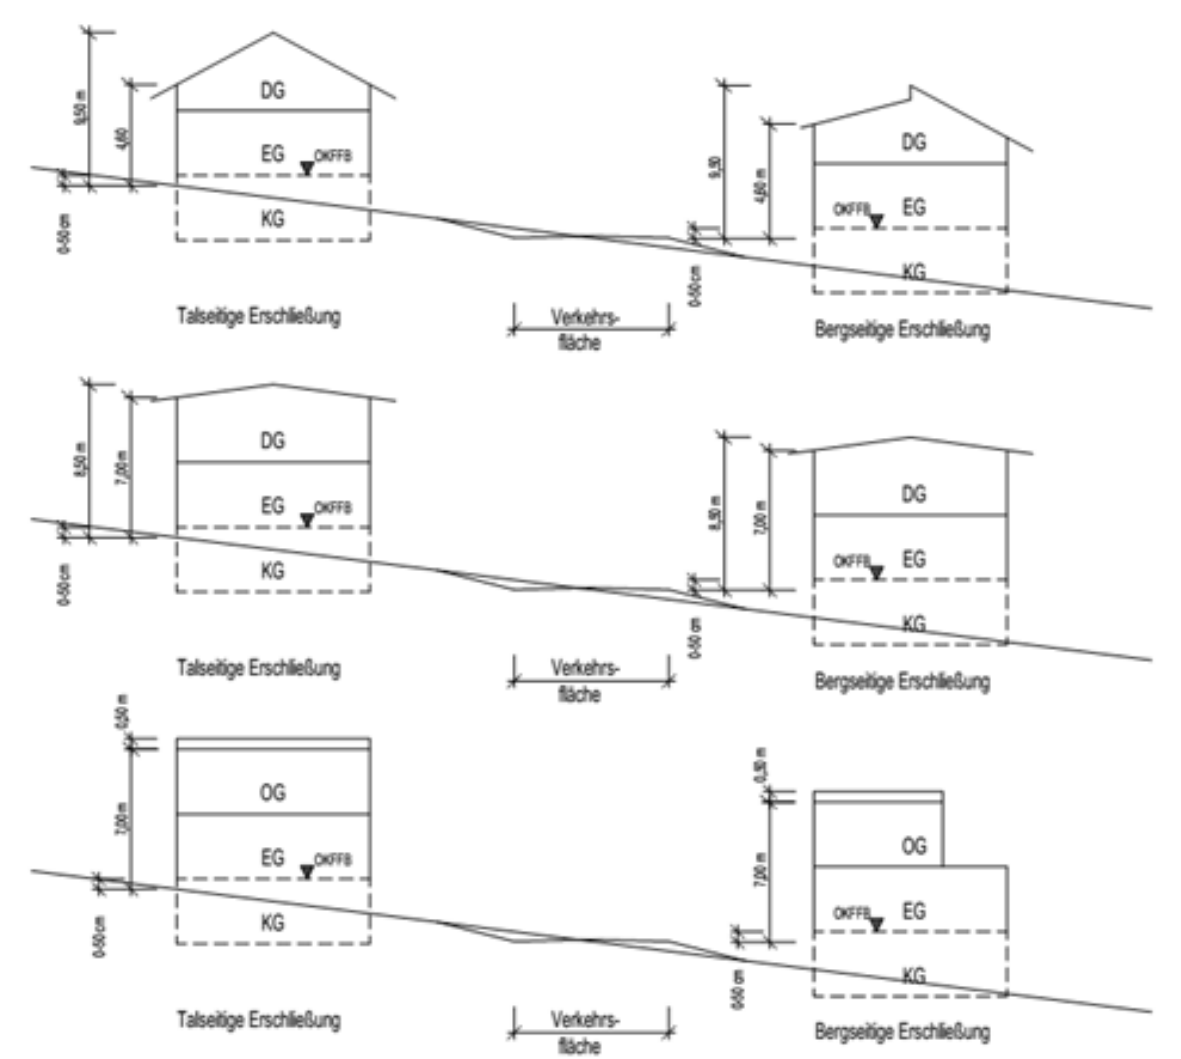 9,50 m
4,60
DG
EG
OKFFB
KG
0-50 cm
Talseitige Erschließung
Verkehrs-
fläche
9,50
4,60 m
DG
OKFFB
EG
KG
0-50 cm
Bergseitige Erschließung
8,50 m
7,00 m
DG
EG
OKFFB
KG
0-50 cm
Talseitige Erschließung
Verkehrs-
fläche
8,50 m
7,00 m
DG
OKFFB
EG
KG
0-50 cm
Bergseitige Erschließung
0,50 m
7,00 m
OG
EG
OKFFB
KG
0-50 cm
Talseitige Erschließung
Verkehrs-
fläche
0,50 m
7,00 m
OG
OKFFB
EG
KG
0-50 cm
Bergseitige Erschließung